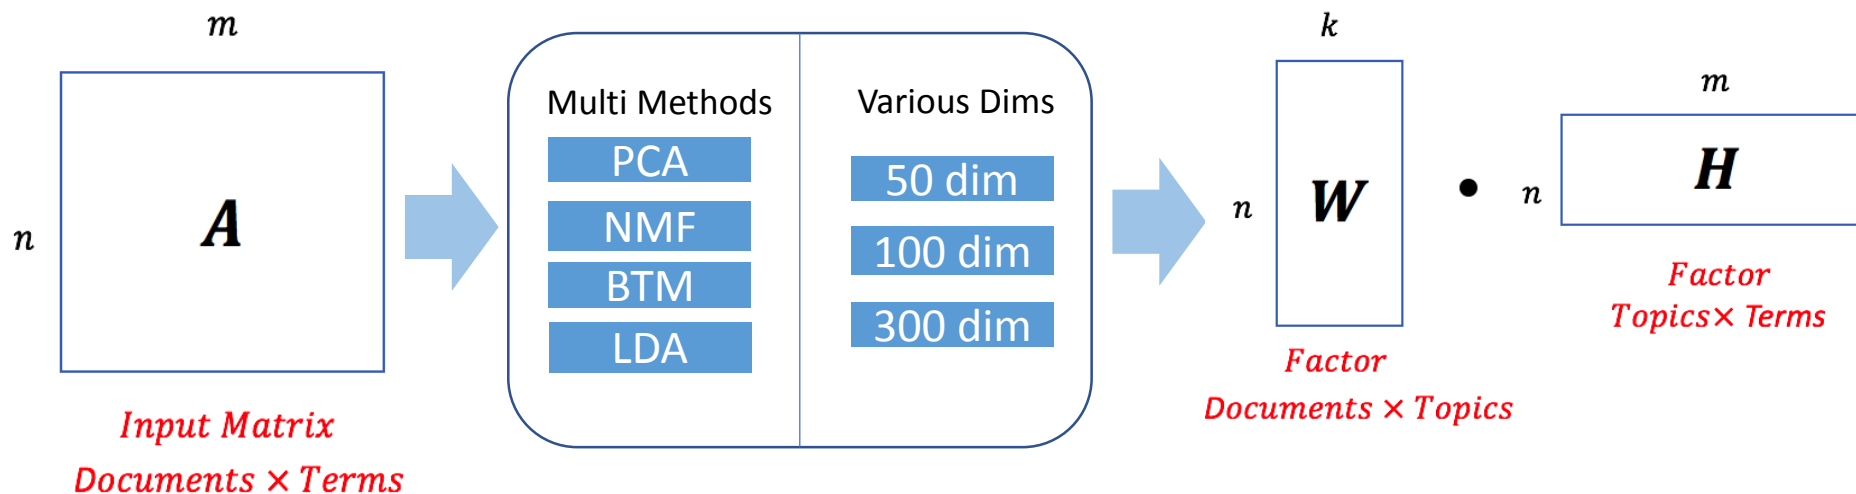 m
n
A
Input Matrix
Documents × Terms
Multi Methods
PCA
NMF
BTM
LDA
Various Dims
50 dim
100 dim
300 dim
k
n
W
Factor
Documents × Topics
•
m
n
H
Factor
Topics× Terms